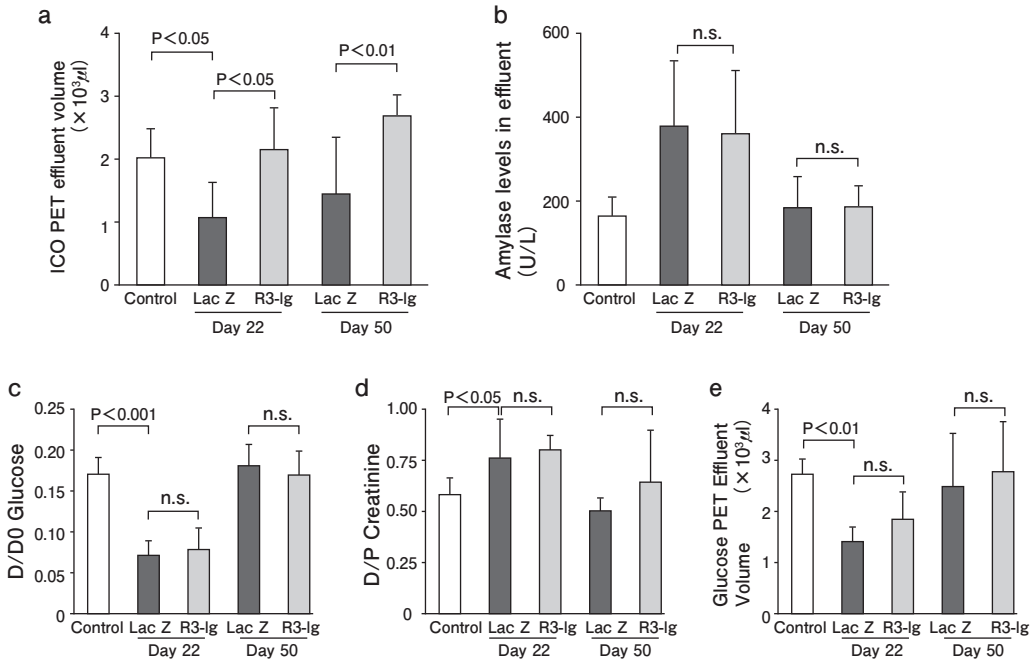 a
ICO PET effluent volume
(×10³µl)
4
3
2
1
0
P<0.05
P<0.05
P<0.01
Control
Lac Z
R3-Ig
Lac Z
R3-Ig
Day 22
Day 50
b
Amylase levels in effluent
(U/L)
600
400
200
0
n.s.
n.s.
Control
Lac Z
R3-Ig
Lac Z
R3-Ig
Day 22
Day 50
c
D/D0 Glucose
0.25
0.20
0.15
0.10
0.05
0
P<0.001
n.s.
n.s.
Control
Lac Z
R3-Ig
Lac Z
R3-Ig
Day 22
Day 50
d
D/P Creatinine
1.00
0.75
0.50
0.25
0
P<0.05
n.s.
n.s.
Control
Lac Z
R3-Ig
Lac Z
R3-Ig
Day 22
Day 50
e
Glucose PET Effluent
Volume (×10³µl)
4
3
2
1
0
P<0.01
n.s.
n.s.
Control
Lac Z
R3-Ig
Lac Z
R3-Ig
Day 22
Day 50